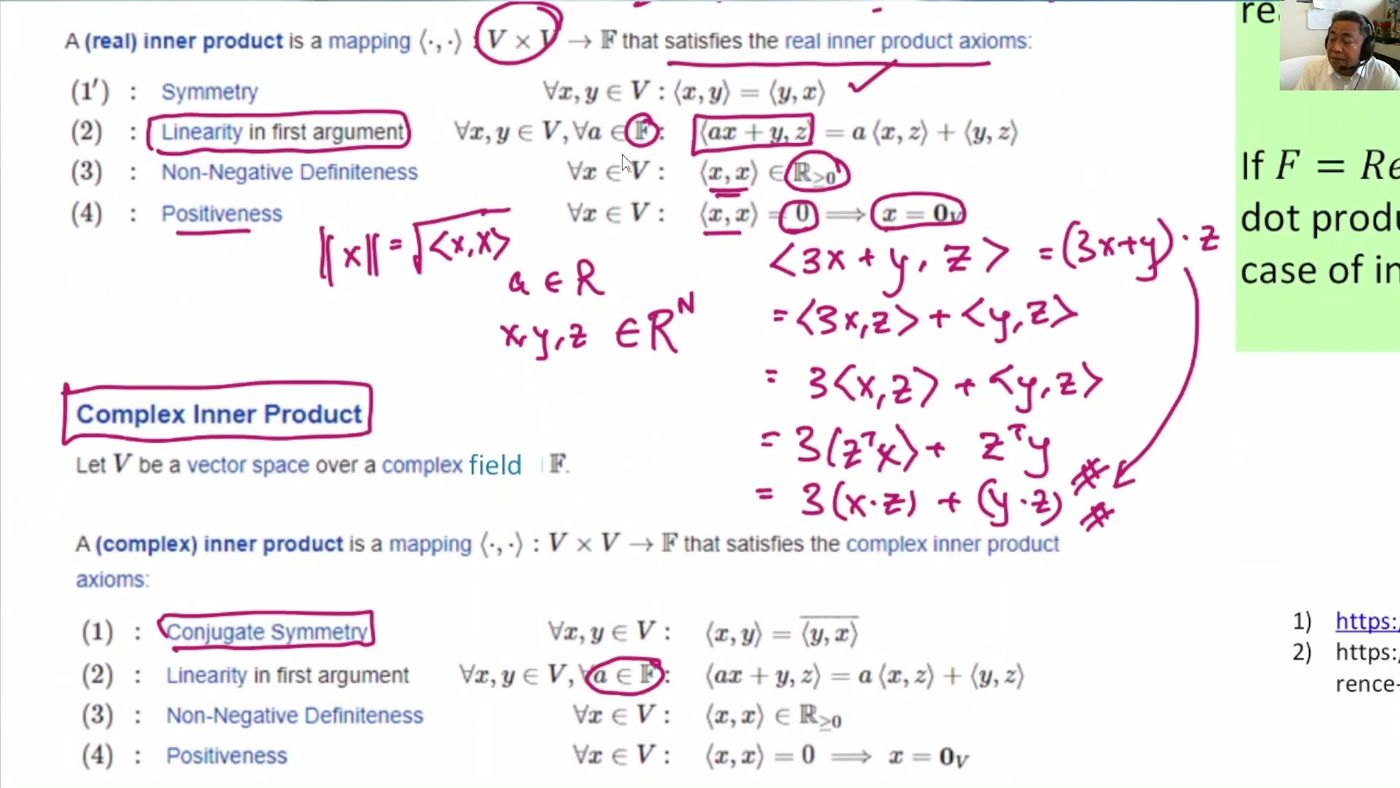 A (real) inner product is a mapping ⟨·,·⟩ : V × V → 𝔽 that satisfies the real inner product axioms:
(1′) : Symmetry ∀x, y ∈ V : ⟨x, y⟩ = ⟨y, x⟩ ✓
(2) : Linearity in first argument ∀x, y ∈ V, ∀a ∈ 𝔽 : ⟨ax + y, z⟩ = a ⟨x, z⟩ + ⟨y, z⟩
(3) : Non-Negative Definiteness ∀x ∈ V : ⟨x, x⟩ ∈ ℝ≥0
(4) : Positiveness ∀x ∈ V : ⟨x, x⟩ = 0 ⟹ x = 0V
‖x‖ = √<x,x>
a ∈ R
x, y, z ∈ R^N
<3x + y, z> = (3x+y)·z
= <3x,z> + <y,z>
= 3<x,z> + <y,z>
= 3(zᵀx) + zᵀy
= 3(x·z) + (y·z) #
#
Complex Inner Product
Let V be a vector space over a complex field 𝔽.
A (complex) inner product is a mapping ⟨·,·⟩ : V × V → 𝔽 that satisfies the complex inner product
axioms:
(1) : Conjugate Symmetry ∀x, y ∈ V : ⟨x, y⟩ = \overline{⟨y, x⟩}
(2) : Linearity in first argument ∀x, y ∈ V, ∀a ∈ 𝔽 : ⟨ax + y, z⟩ = a ⟨x, z⟩ + ⟨y, z⟩
(3) : Non-Negative Definiteness ∀x ∈ V : ⟨x, x⟩ ∈ ℝ≥0
(4) : Positiveness ∀x ∈ V : ⟨x, x⟩ = 0 ⟹ x = 0V
re
If F = Re
dot produ
case of in
1) https:/
2) https:/
rence-